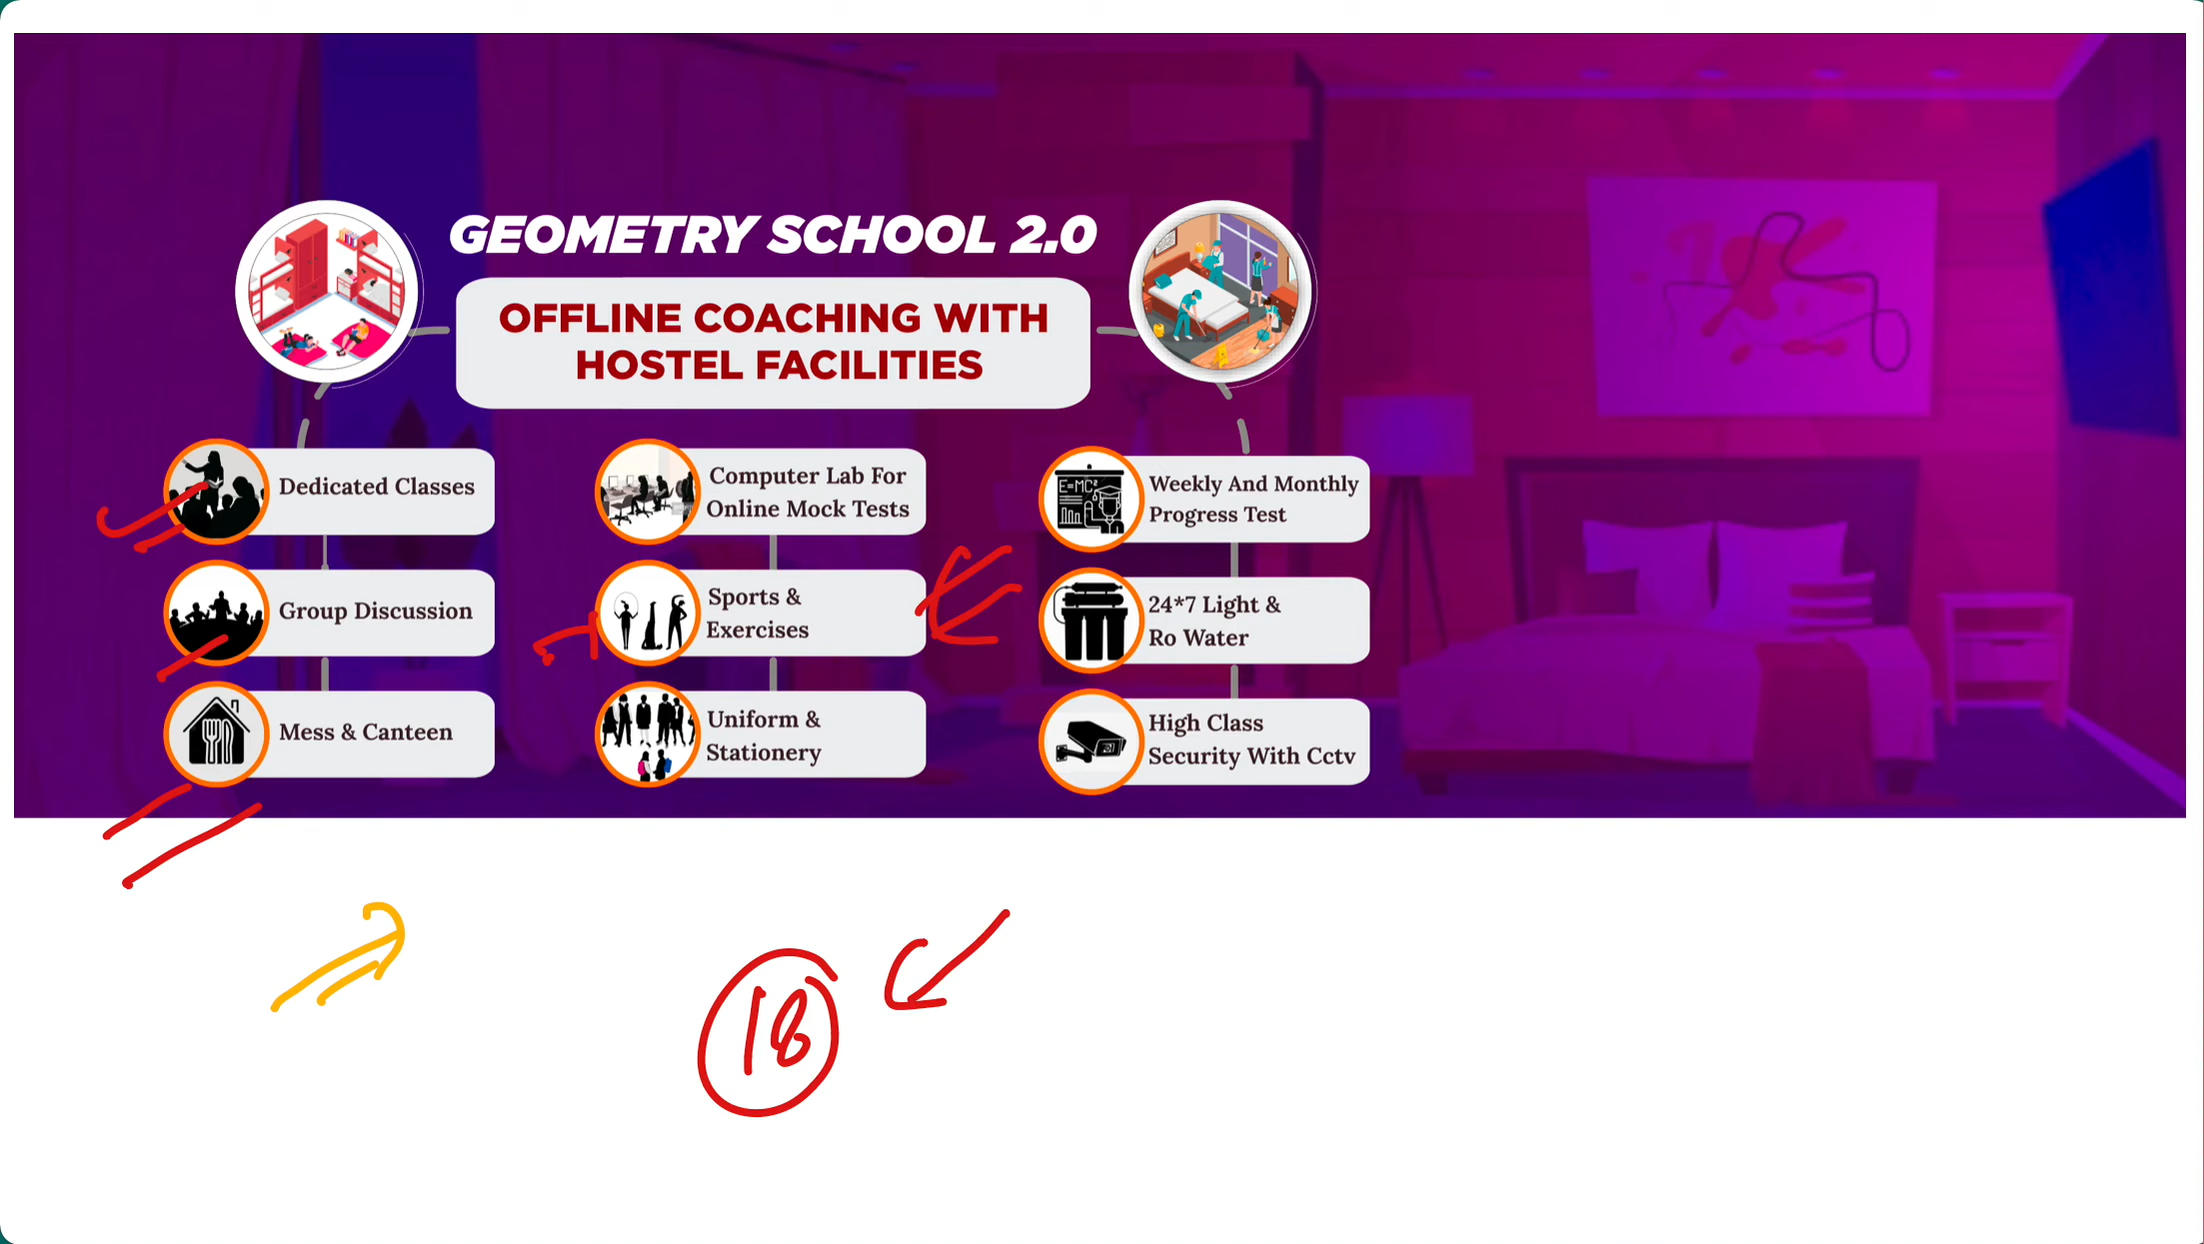 GEOMETRY SCHOOL 2.0
OFFLINE COACHING WITH
HOSTEL FACILITIES
Dedicated Classes
Group Discussion
Mess & Canteen
Computer Lab For
Online Mock Tests
Sports &
Exercises
Uniform &
Stationery
E=MC²
Weekly And Monthly
Progress Test
24*7 Light &
Ro Water
High Class
Security With Cctv
18